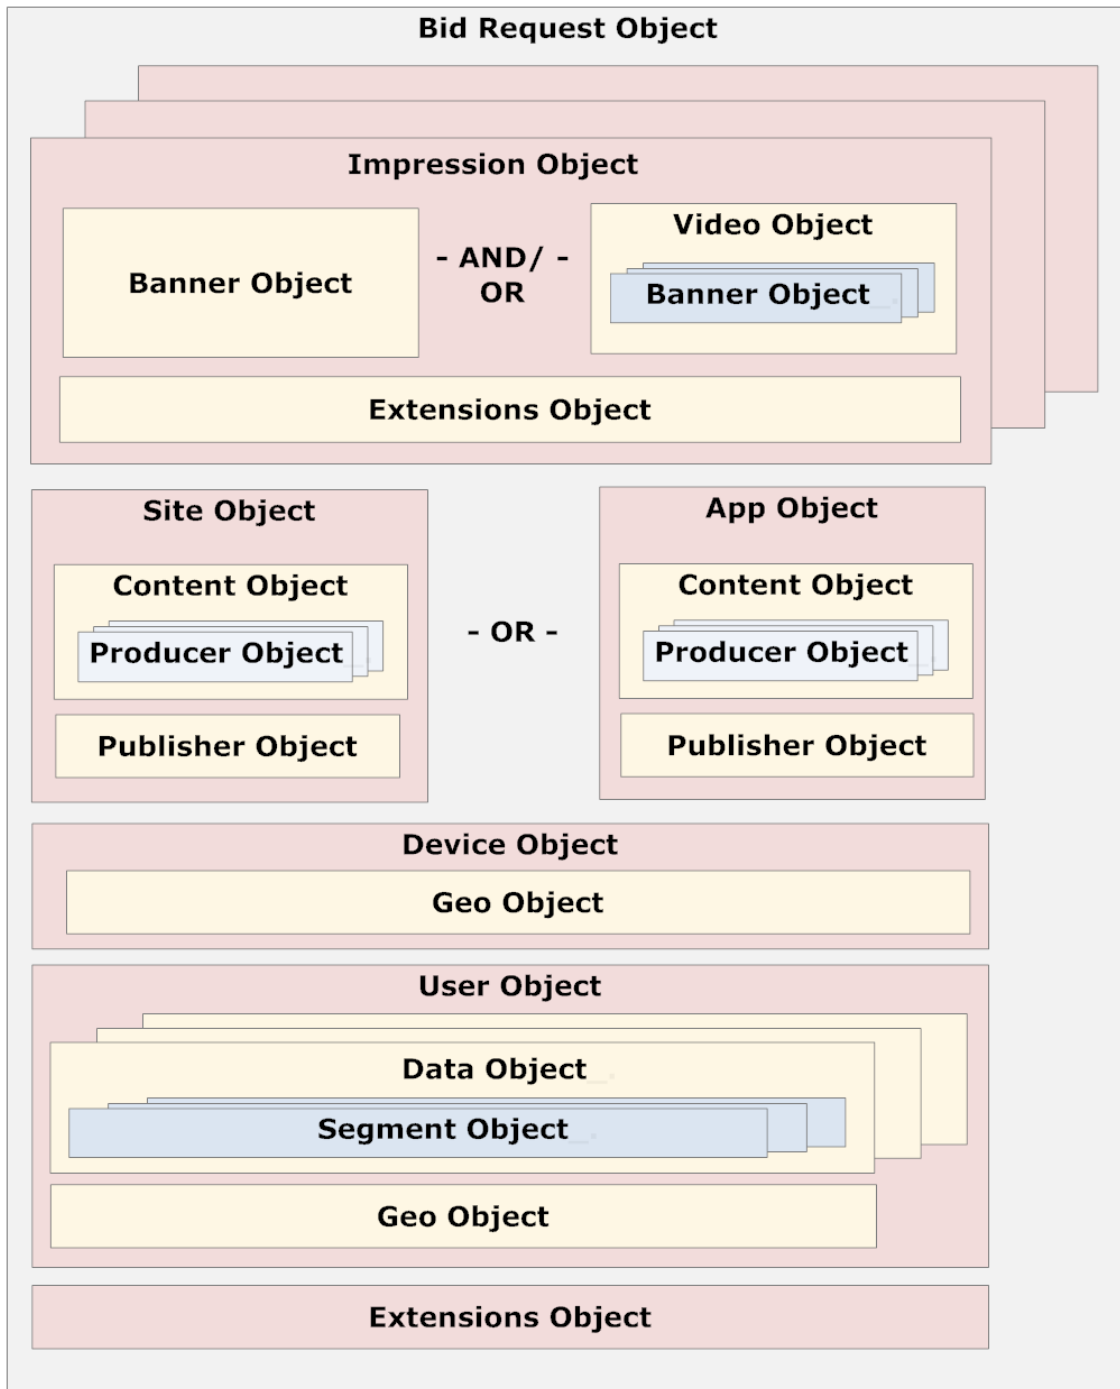 Bid Request Object
Impression Object
Banner Object
- AND/ -
OR
Video Object
Banner Object
Extensions Object
Site Object
Content Object
Producer Object
Publisher Object
- OR -
App Object
Content Object
Producer Object
Publisher Object
Device Object
Geo Object
User Object
Data Object
Segment Object
Geo Object
Extensions Object